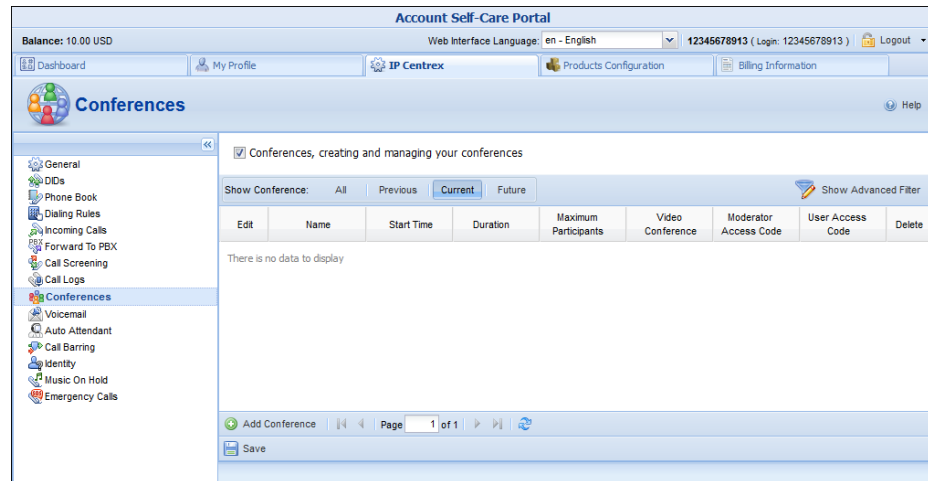 Account Self-Care Portal
Balance: 10.00 USD
Web Interface Language: en - English
12345678913 ( Login: 12345678913 )
Logout
Dashboard
My Profile
IP Centrex
Products Configuration
Billing Information
Conferences
Help
General
DIDs
Phone Book
Dialing Rules
Incoming Calls
PBX
Forward To PBX
Call Screening
Call Logs
Conferences
Voicemail
Auto Attendant
Call Barring
Identity
Music On Hold
Emergency Calls
Conferences, creating and managing your conferences
Show Conference: All Previous Current Future
Show Advanced Filter
Edit
Name
Start Time
Duration
Maximum
Participants
Video
Conference
Moderator
Access Code
User Access
Code
Delete
There is no data to display
Add Conference
Page 1 of 1
Save